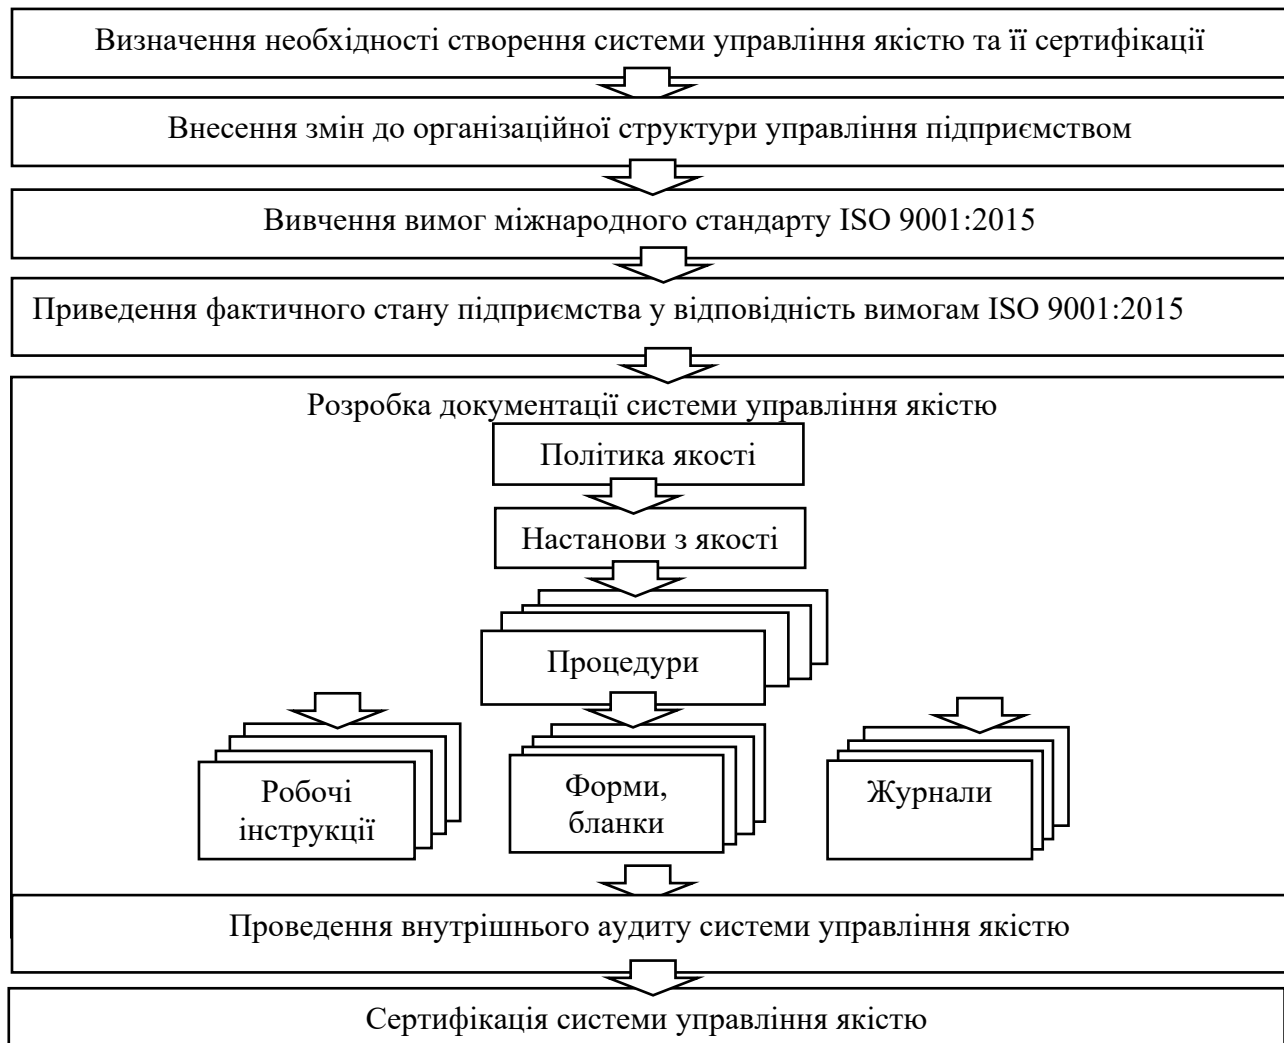 Визначення необхідності створення системи управління якістю та її сертифікації
Внесення змін до організаційної структури управління підприємством
Вивчення вимог міжнародного стандарту ISO 9001:2015
Приведення фактичного стану підприємства у відповідність вимогам ISO 9001:2015
Розробка документації системи управління якістю
Політика якості
Настанови з якості
Процедури
Робочі
інструкції
Форми,
бланки
Журнали
Проведення внутрішнього аудиту системи управління якістю
Сертифікація системи управління якістю